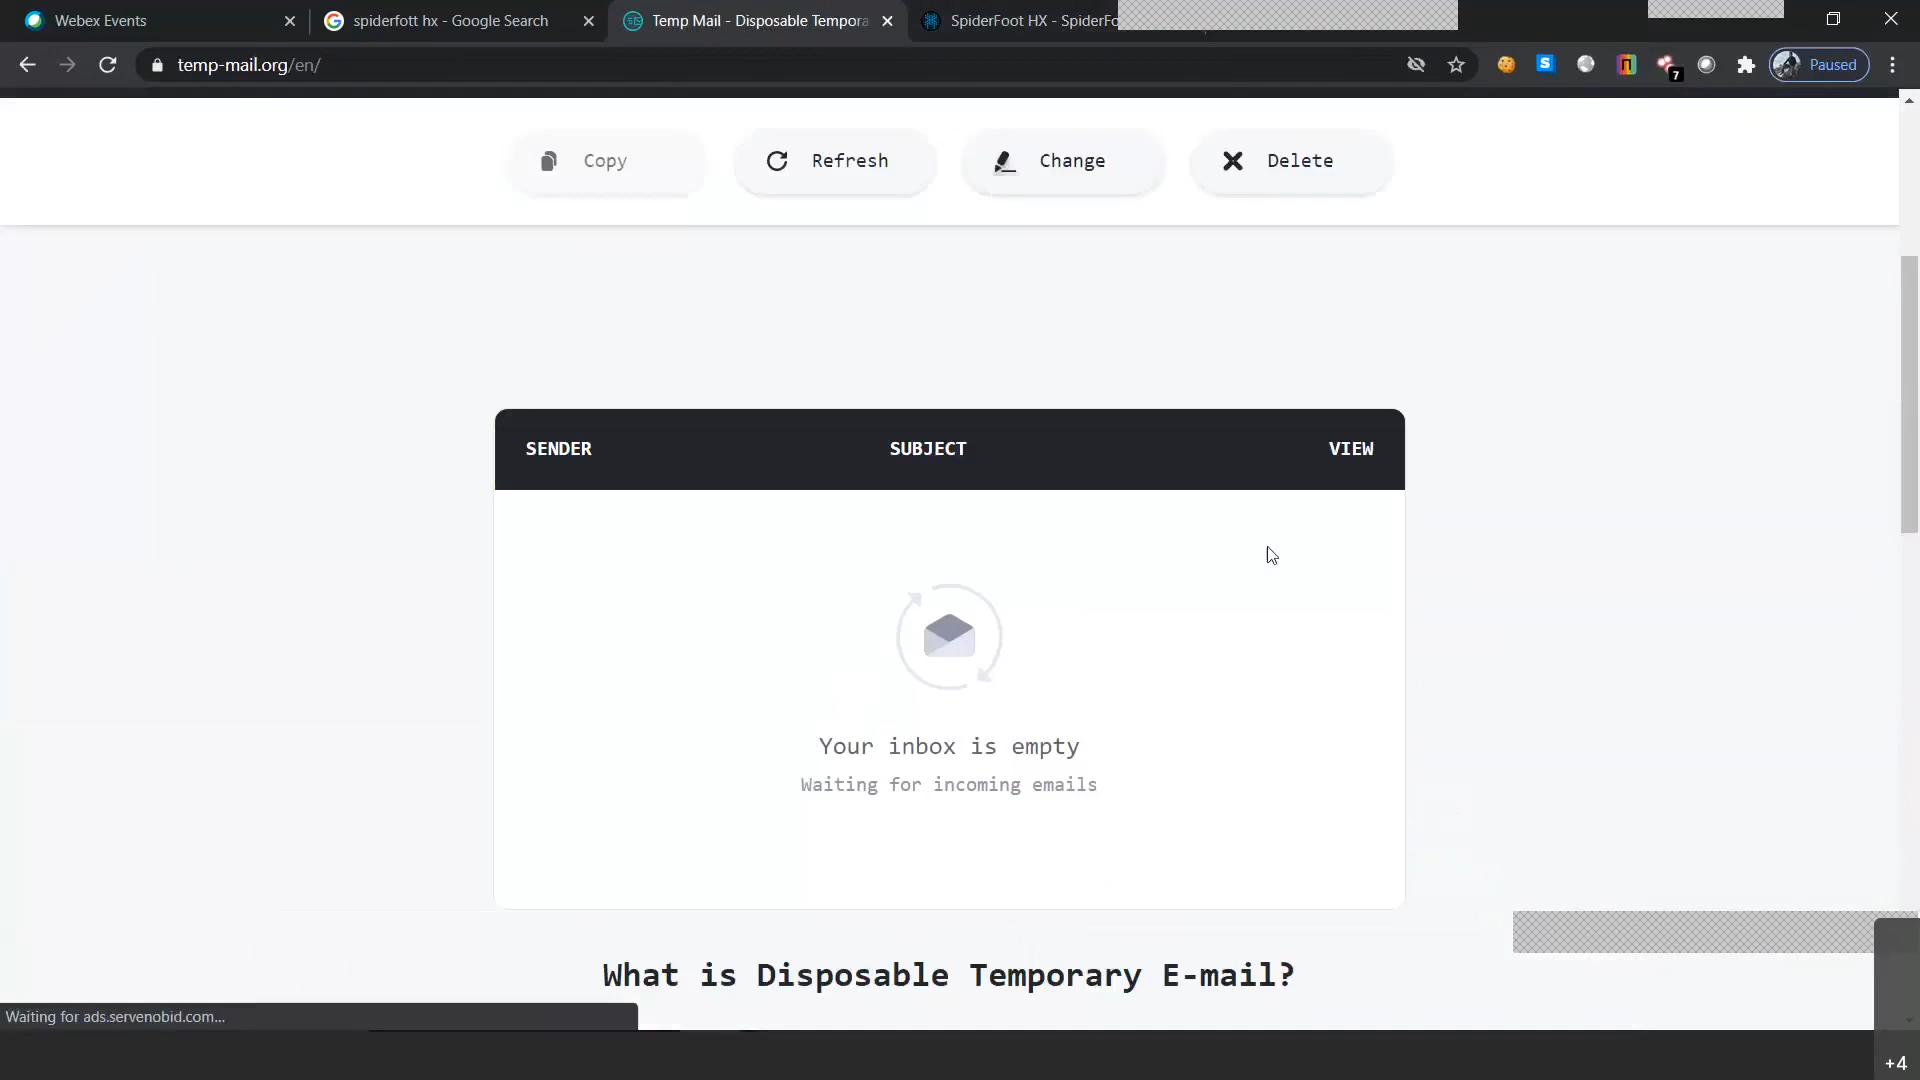 Webex Events
spiderfott hx - Google Search
Temp Mail - Disposable Tempora
SpiderFoot HX - SpiderFo
temp-mail.org/en/
S
7
Paused
Copy
Refresh
Change
Delete
SENDER
SUBJECT
VIEW
Your inbox is empty
Waiting for incoming emails
What is Disposable Temporary E-mail?
Waiting for ads.servenobid.com...
+4